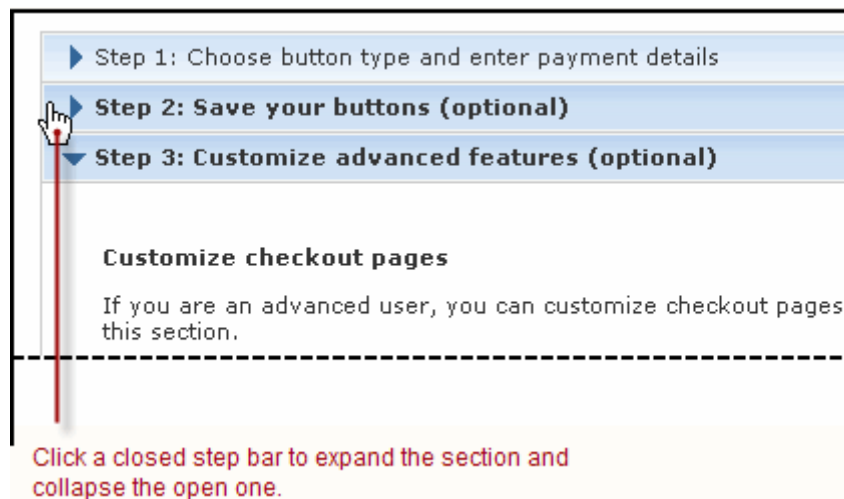 Step 1: Choose button type and enter payment details
Step 2: Save your buttons (optional)
Step 3: Customize advanced features (optional)
Customize checkout pages
If you are an advanced user, you can customize checkout pages
this section.
Click a closed step bar to expand the section and
collapse the open one.